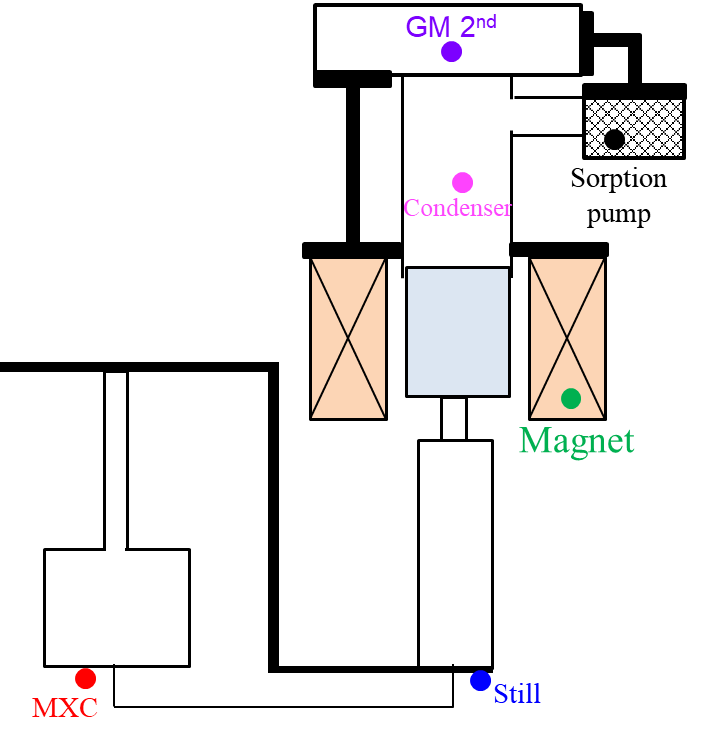 GM 2nd
Sorption
pump
Condenser
Magnet
MXC
Still